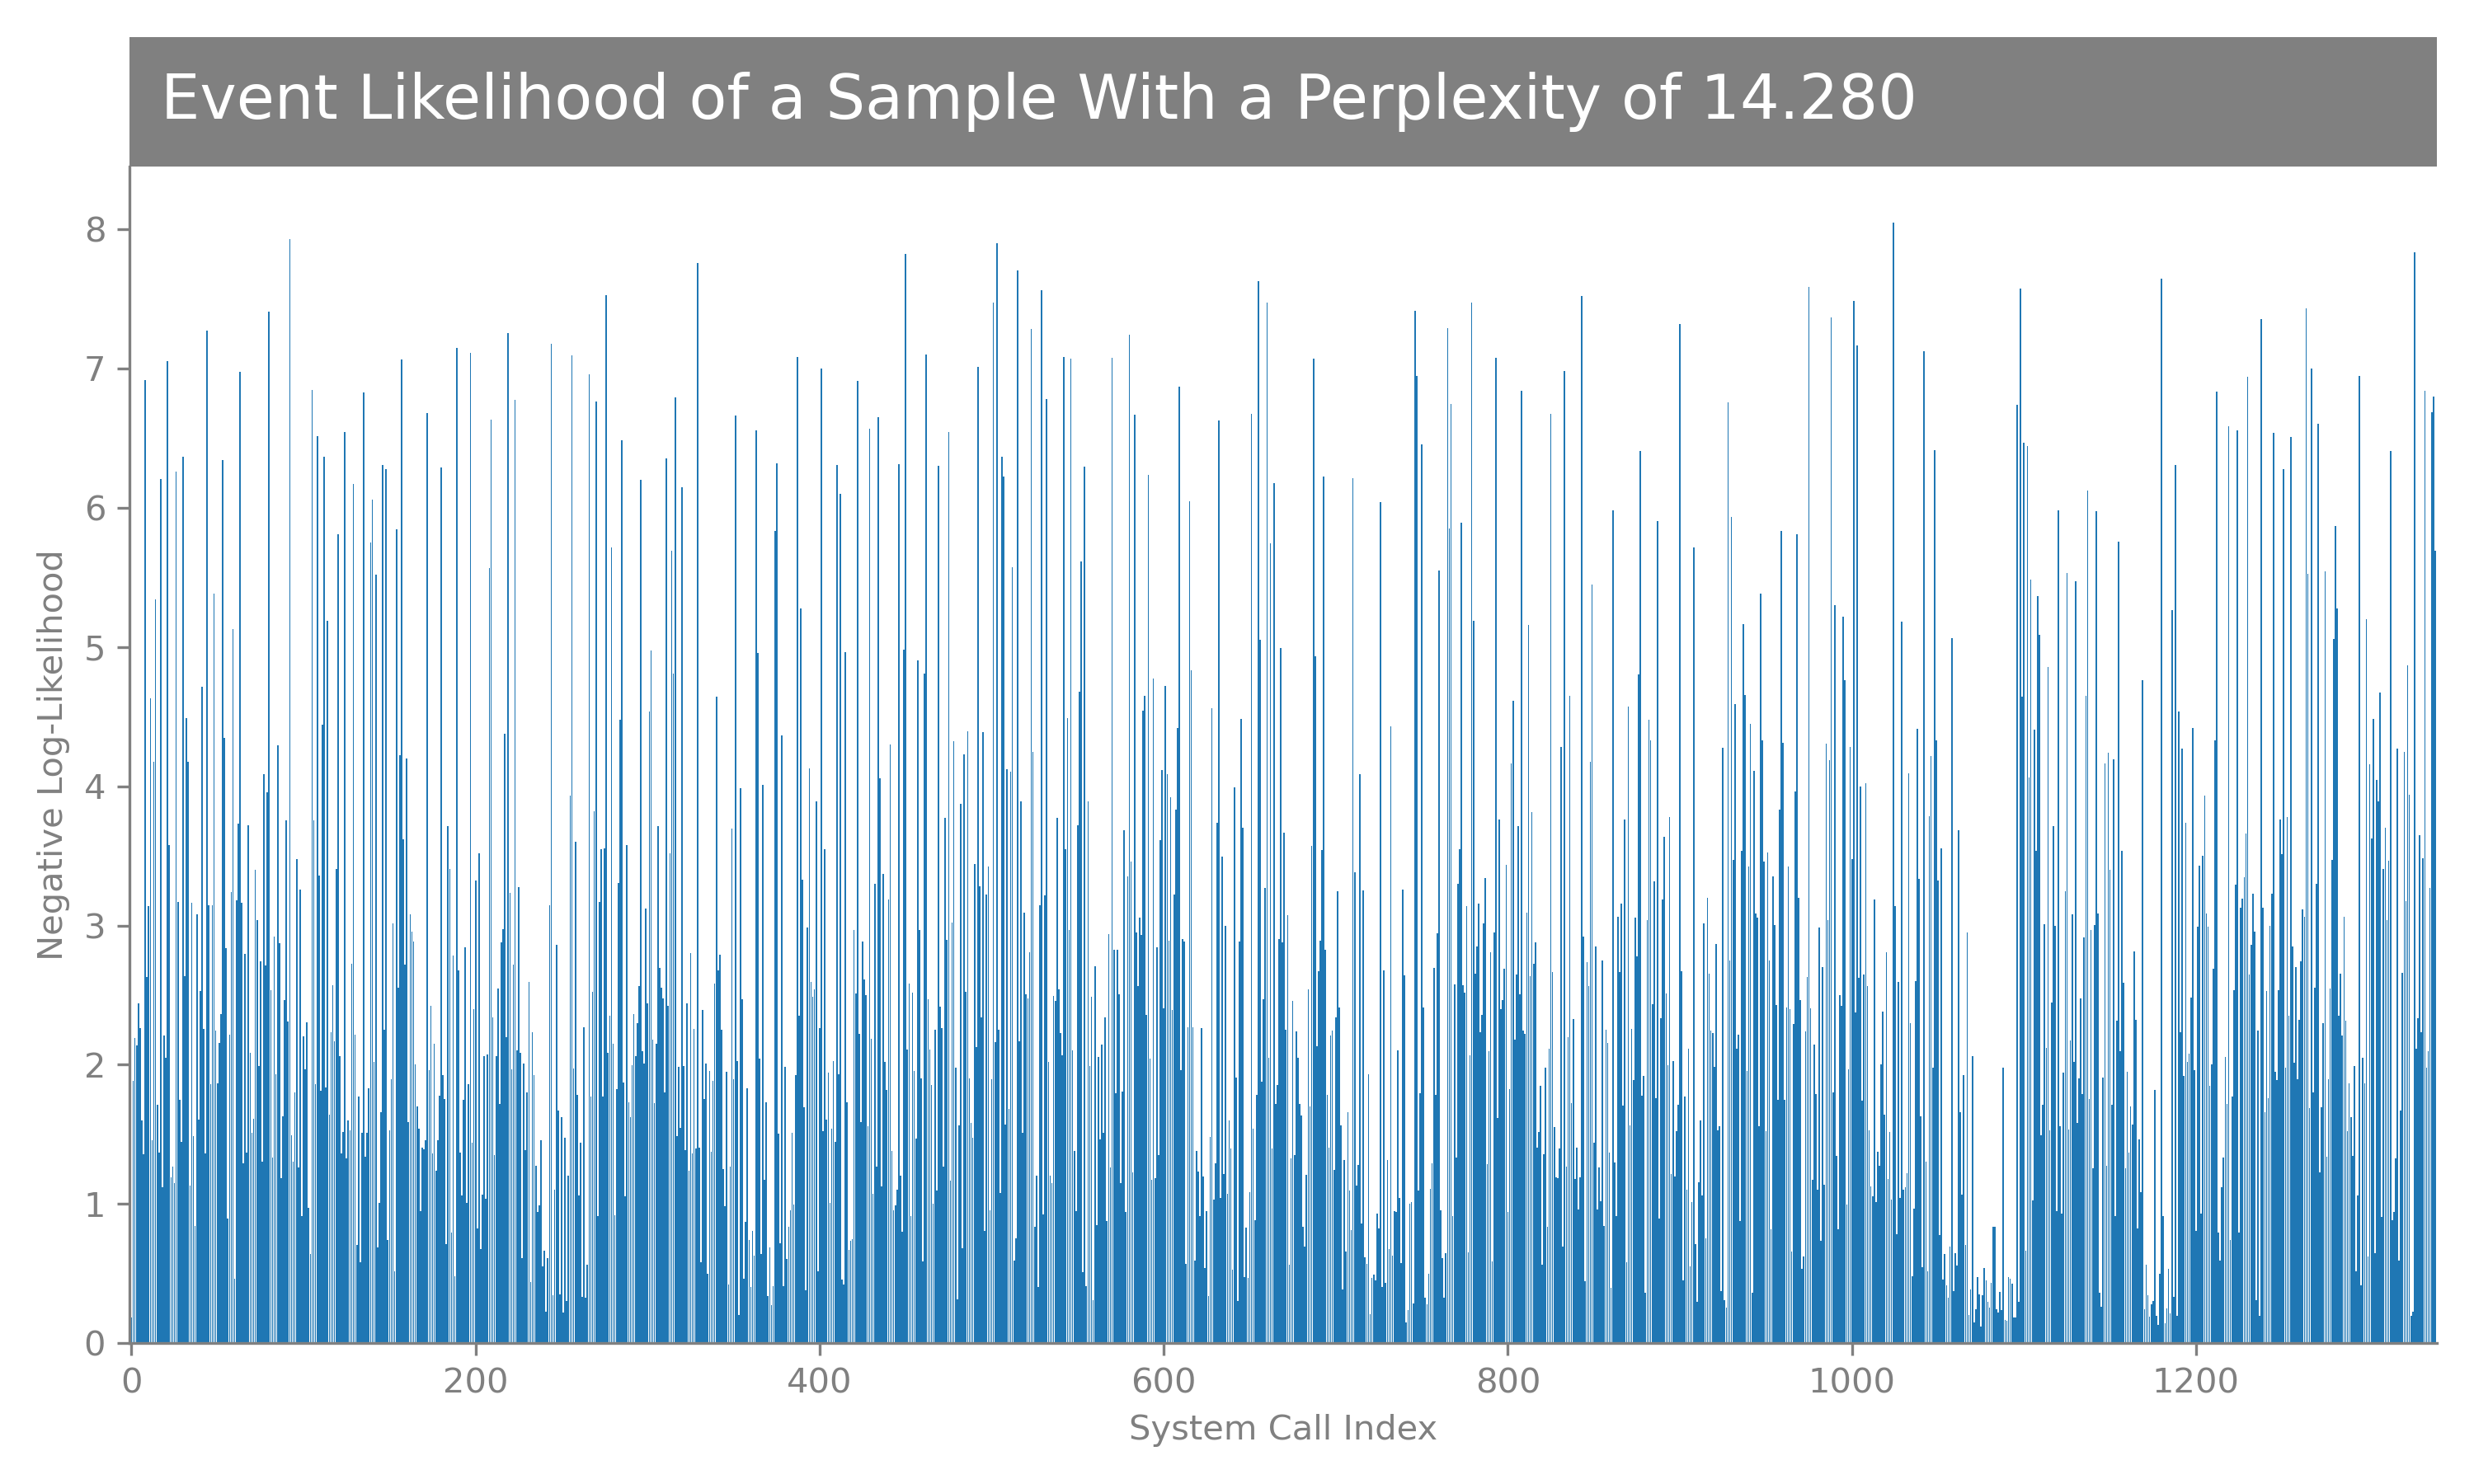 Event Likelihood of a Sample With a Perplexity of 14.280
8
7
6
5
4
3
2
1
0
Negative Log-Likelihood
0 200 400 600 800 1000 1200
System Call Index